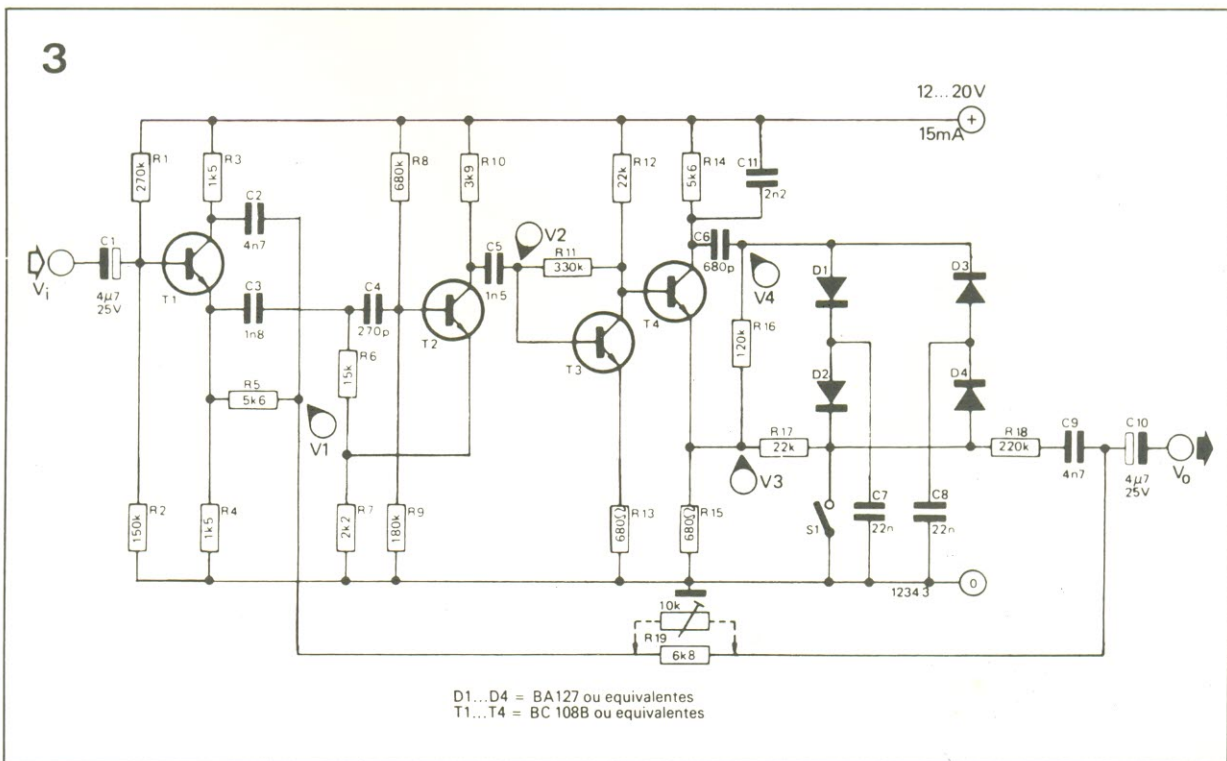 3
12...20V
+
15mA
R1
270k
R3
1k5
C2
4n7
R8
680k
R10
3k9
R12
22k
R14
5k6
C11
2n2
C1
4µ7
25V
Vi
T1
C3
1n8
C4
270p
T2
C5
1n5
V2
R11
330k
T3
T4
C6
680p
V4
R16
120k
D1
D3
D2
D4
R6
15k
R5
5k6
V1
R17
22k
V3
R18
220k
C9
4n7
C10
4µ7
25V
Vo
R2
150k
R4
1k5
R7
2k2
R9
180k
R13
680Ω
R15
680Ω
S1
C7
22n
C8
22n
1234 3
0
10k
R19
6k8
D1...D4 = BA127 ou equivalentes
T1...T4 = BC 108B ou equivalentes